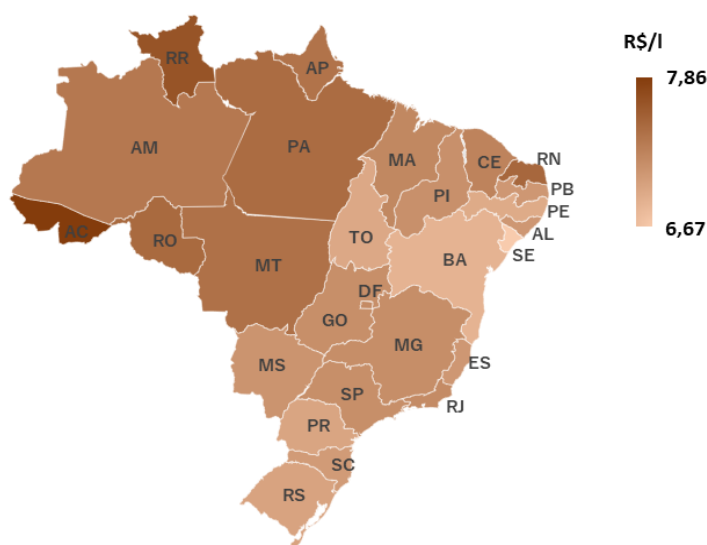 R$/l
7,86
6,67
RR
AP
AM
PA
MA
CE
RN
PB
PI
PE
AC
RO
TO
AL
SE
MT
BA
DF
GO
MG
MS
ES
SP
RJ
PR
SC
RS